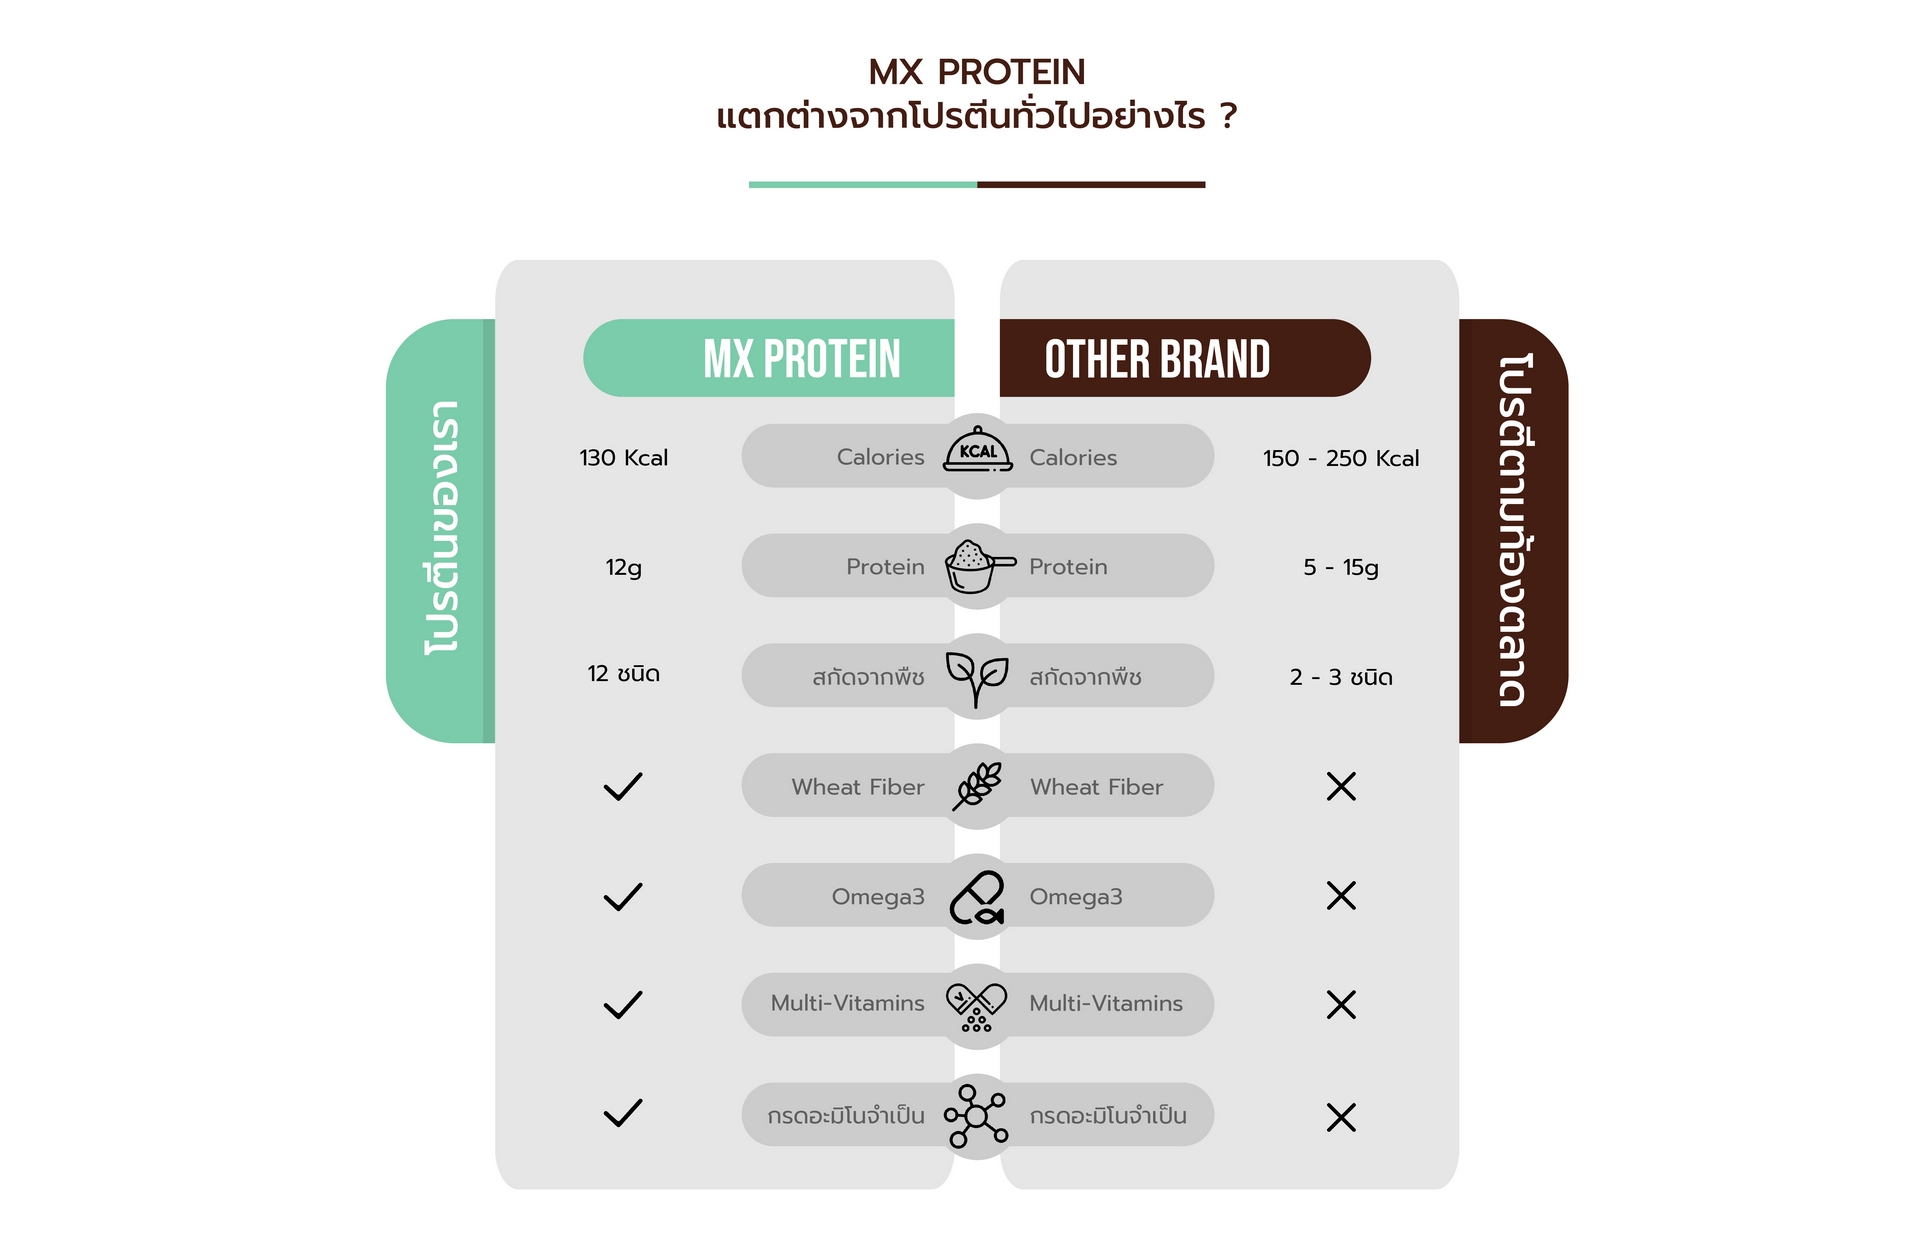 MX PROTEIN
แตกต่างจากโปรตีนทั่วไปอย่างไร ?
โปรตีนของเรา
MX PROTEIN
OTHER BRAND
โปรตีตามท้องตลาด
130 Kcal
Calories
KCAL
Calories
150 - 250 Kcal
12g
Protein
Protein
5 - 15g
12 ชนิด
สกัดจากพืช
สกัดจากพืช
2 - 3 ชนิด
Wheat Fiber
Wheat Fiber
Omega3
Omega3
Multi-Vitamins
V
Multi-Vitamins
กรดอะมิโนจำเป็น
กรดอะมิโนจำเป็น